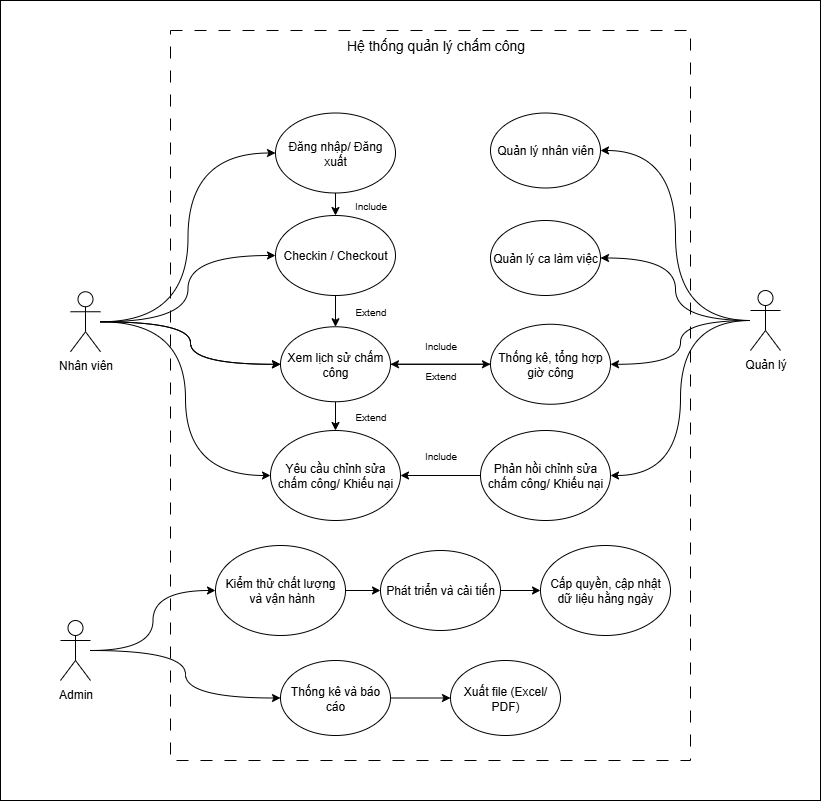 Hệ thống quản lý chấm công
Đăng nhập/ Đăng
xuất
Quản lý nhân viên
Include
Checkin / Checkout
Quản lý ca làm việc
Extend
Nhân viên
Xem lịch sử chấm
công
Include
Extend
Thống kê, tổng hợp
giờ công
Quản lý
Extend
Yêu cầu chỉnh sửa
chấm công/ Khiếu nại
Include
Phản hồi chỉnh sửa
chấm công/ Khiếu nại
Kiểm thử chất lượng
và vận hành
Phát triển và cải tiến
Cấp quyền, cập nhật
dữ liệu hằng ngày
Admin
Thống kê và báo
cáo
Xuất file (Excel/
PDF)